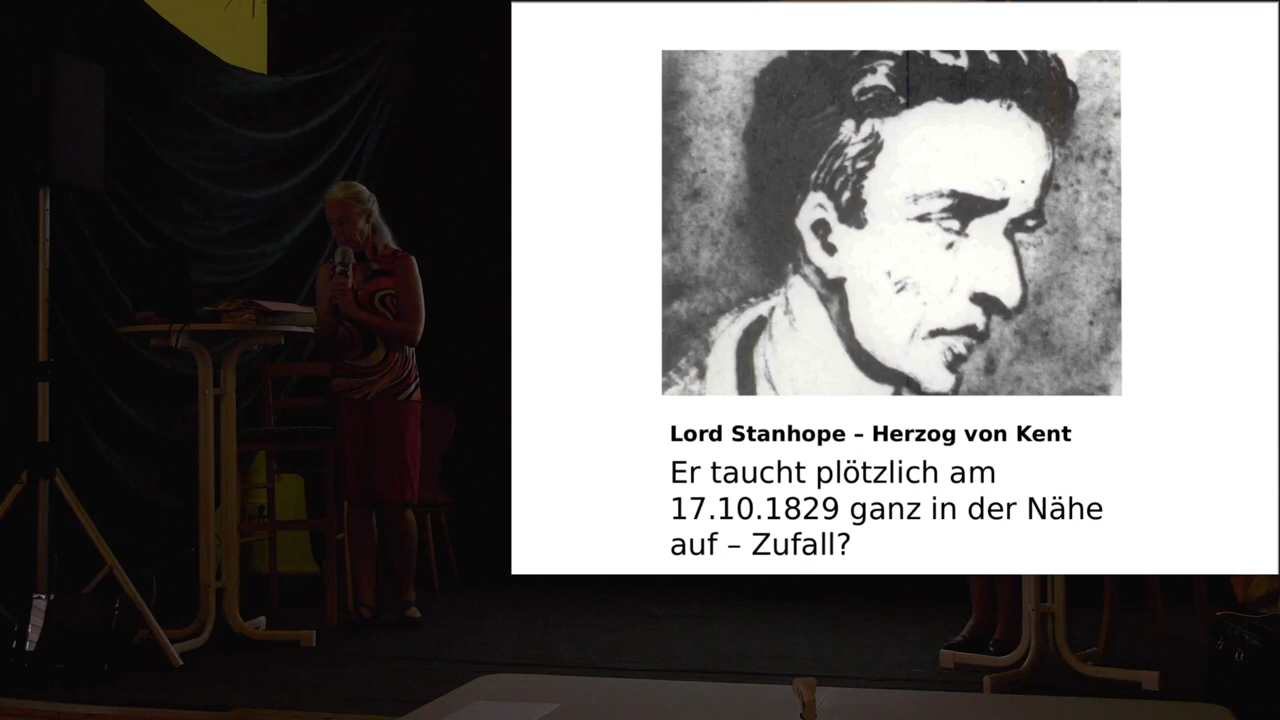 Lord Stanhope – Herzog von Kent
Er taucht plötzlich am
17.10.1829 ganz in der Nähe
auf – Zufall?